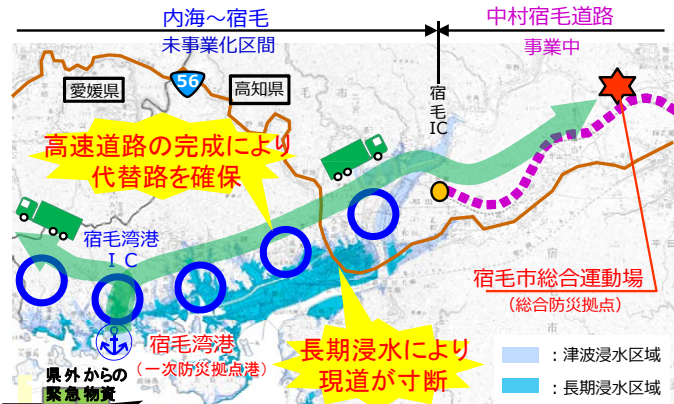 内海~宿毛
未事業化区間
中村宿毛道路
事業中
愛媛県
56
高知県
宿毛IC
高速道路の完成により
代替路を確保
宿毛湾港
IC
宿毛市総合運動場
(総合防災拠点)
宿毛湾港
(一次防災拠点港)
長期浸水により
現道が寸断
県外からの
緊急物資
:津波浸水区域
:長期浸水区域